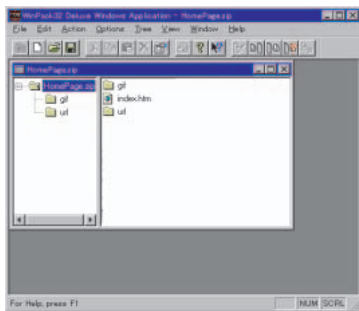 WinPack32 Deluxe Windows Application - HomePage.zip
File Edit Action Options Tree View Window Help
HomePage.zip
HomePage.zip
gif
url
gif
index.htm
url
For Help, press F1
NUM SCRL